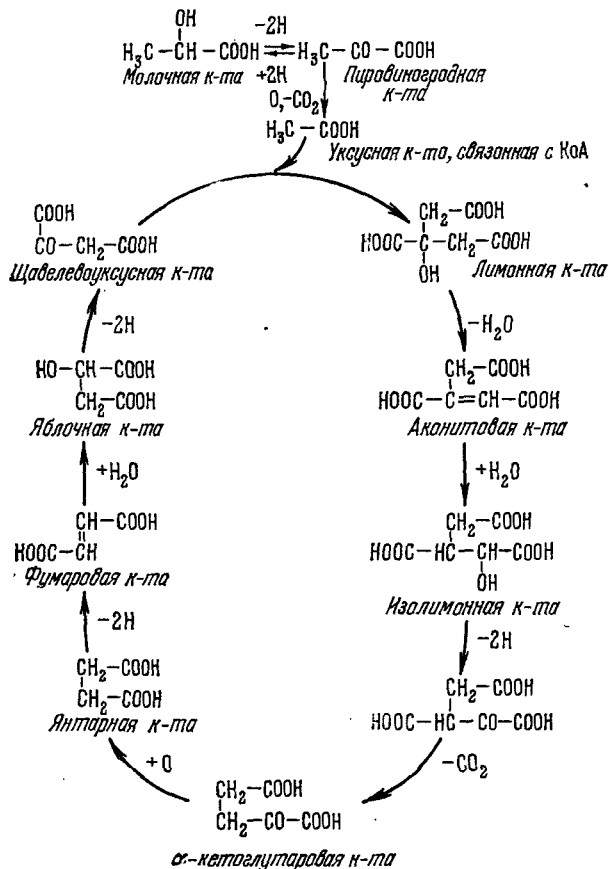 OH
-2H
H₃C-CH-COOH ⇌ H₃C-CO-COOH
Молочная к-та +2H Пировиногродная
к-та
O,-CO₂
H₃C-COOH
Уксусная к-то, связонная с КоА
COOH
CO-CH₂-COOH
Щавелевоуксусная к-та
CH₂-COOH
HOOC-C-CH₂-COOH
OH
Лимонная к-та
-2H
-H₂O
HO-CH-COOH
CH₂-COOH
Яблочная к-та
CH₂-COOH
HOOC-C=CH-COOH
Аконитовая к-та
+H₂O
+H₂O
CH-COOH
HOOC-CH
Фумаровая к-та
CH₂-COOH
HOOC-HC-CH-COOH
OH
Изолимонная к-та
-2H
-2H
CH₂-COOH
CH₂-COOH
Янтарная к-та
CH₂-COOH
HOOC-HC-CO-COOH
+O
-CO₂
CH₂-COOH
CH₂-CO-COOH
α-кетоглутаровая к-та